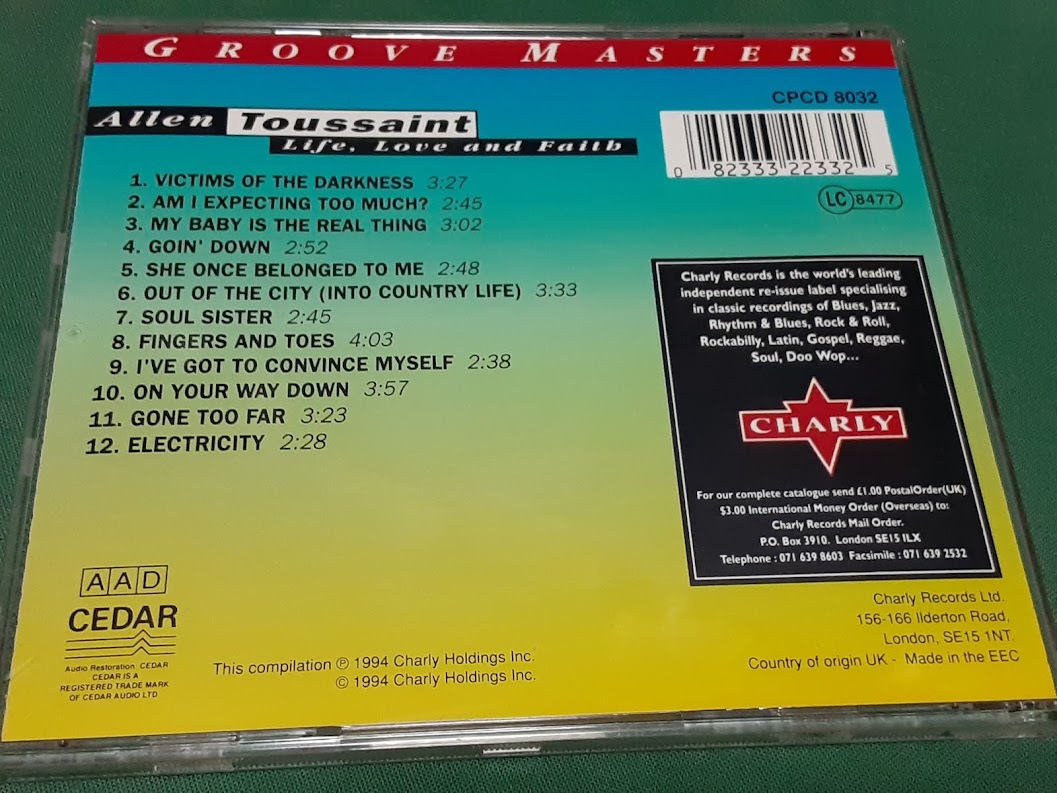 GROOVE MASTERS
CPCD 8032
Allen Toussaint
Life, Love and Faith
0 82333 22332 5
LC 8477
1. VICTIMS OF THE DARKNESS 3:27
2. AM I EXPECTING TOO MUCH? 2:45
3. MY BABY IS THE REAL THING 3:02
4. GOIN' DOWN 2:52
5. SHE ONCE BELONGED TO ME 2:48
6. OUT OF THE CITY (INTO COUNTRY LIFE) 3:33
7. SOUL SISTER 2:45
8. FINGERS AND TOES 4:03
9. I'VE GOT TO CONVINCE MYSELF 2:38
10. ON YOUR WAY DOWN 3:57
11. GONE TOO FAR 3:23
12. ELECTRICITY 2:28
Charly Records is the world's leading
independent re-issue label specialising
in classic recordings of Blues, Jazz,
Rhythm & Blues, Rock & Roll,
Rockabilly, Latin, Gospel, Reggae,
Soul, Doo Wop...
CHARLY
For our complete catalogue send £1.00 PostalOrder(UK)
$3.00 International Money Order (Overseas) to:
Charly Records Mail Order.
P.O. Box 3910. London SE15 ILX
Telephone : 071 639 8603 Facsimile : 071 639 2532
AAD
CEDAR
Audio Restoration: CEDAR
CEDAR IS A
REGISTERED TRADE MARK
OF CEDAR AUDIO LTD
This compilation ℗ 1994 Charly Holdings Inc.
© 1994 Charly Holdings Inc.
Charly Records Ltd.
156-166 Ilderton Road,
London, SE15 1NT.
Country of origin UK - Made in the EEC